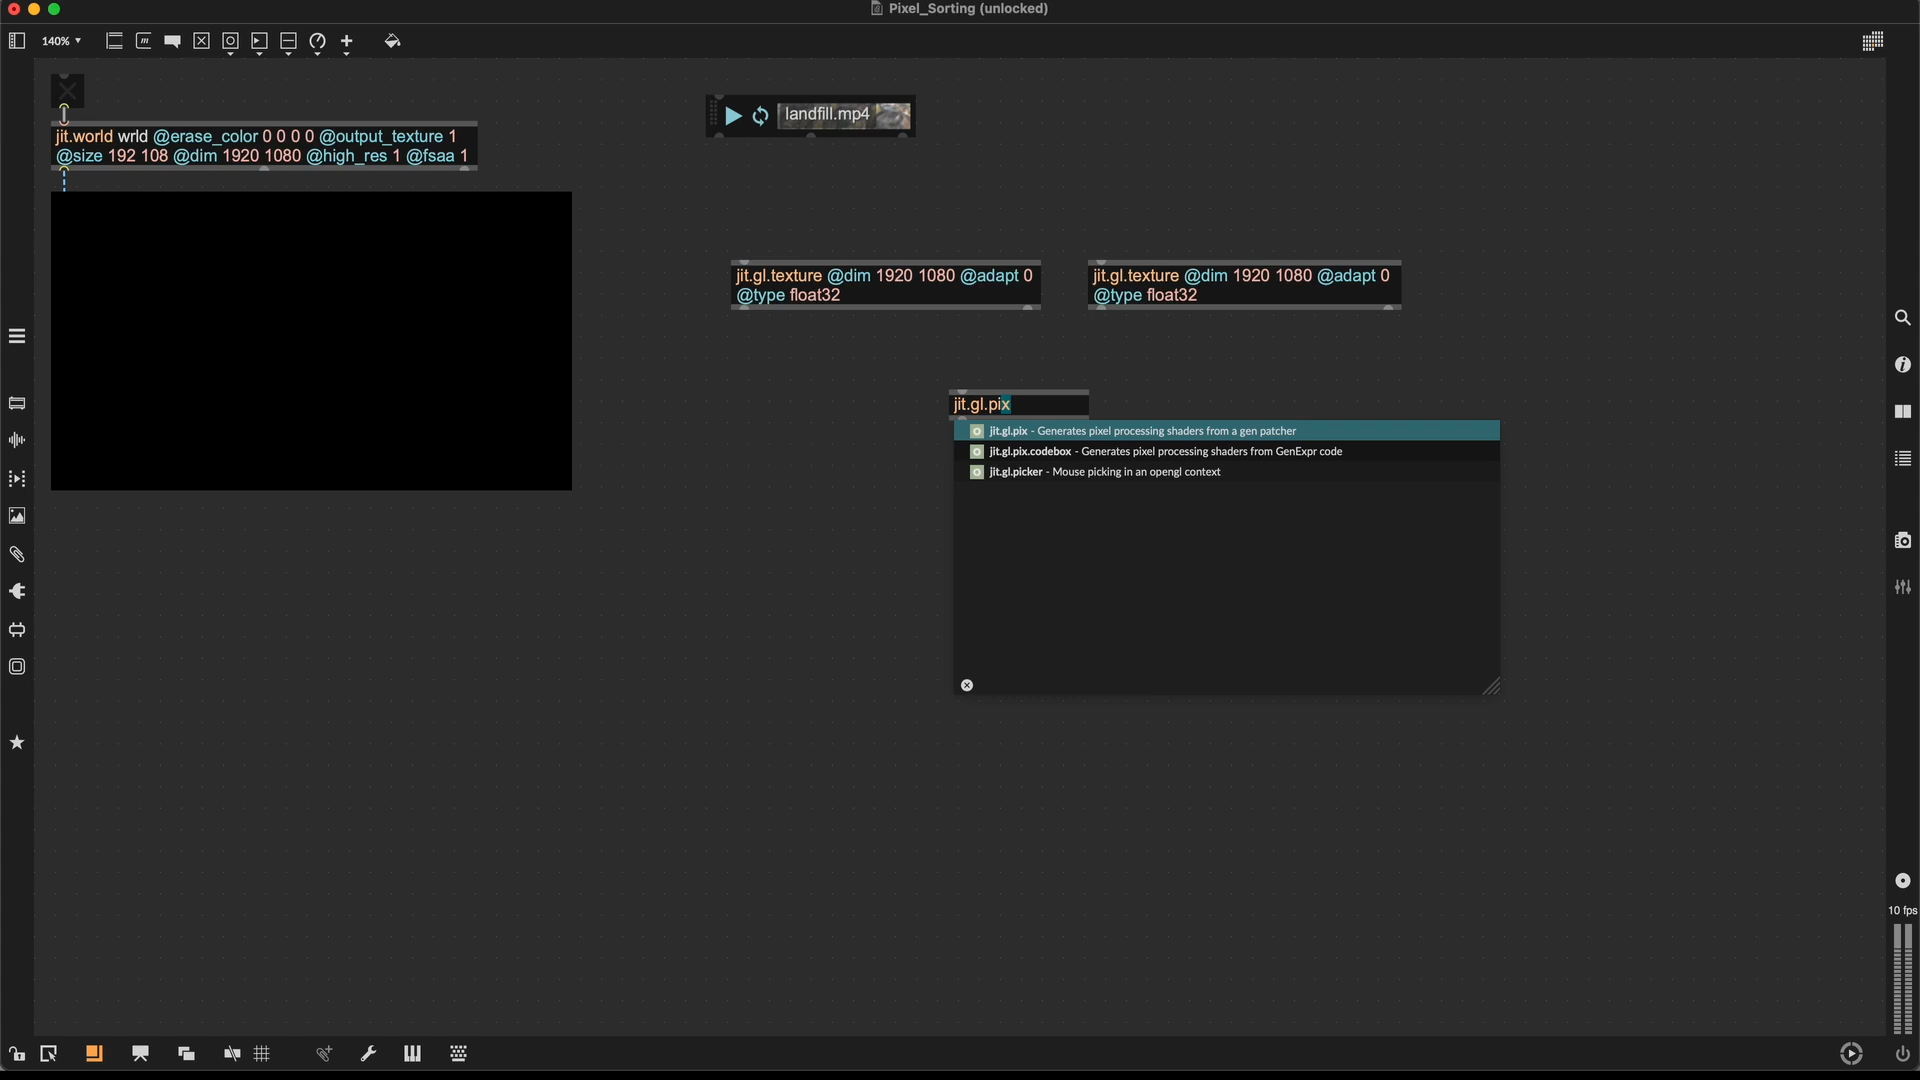 Pixel_Sorting (unlocked)
140%
m
jit.world wrld @erase_color 0 0 0 0 @output_texture 1
@size 192 108 @dim 1920 1080 @high_res 1 @fsaa 1
landfill.mp4
jit.gl.texture @dim 1920 1080 @adapt 0
@type float32
jit.gl.texture @dim 1920 1080 @adapt 0
@type float32
jit.gl.pix
jit.gl.pix - Generates pixel processing shaders from a gen patcher
jit.gl.pix.codebox - Generates pixel processing shaders from GenExpr code
jit.gl.picker - Mouse picking in an opengl context
10 fps